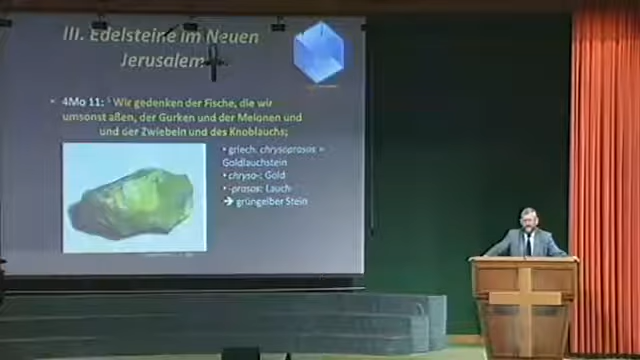 III. Edelsteine im Neuen
Jerusalem
• 4Mo 11: 5 Wir gedenken der Fische, die wir
umsonst aßen, der Gurken und der Melonen und
und der Zwiebeln und des Knoblauchs;
• griech. chrysoprasos =
Goldlauchstein
• chryso-: Gold
• -prasos: Lauch
➔ grüngelber Stein